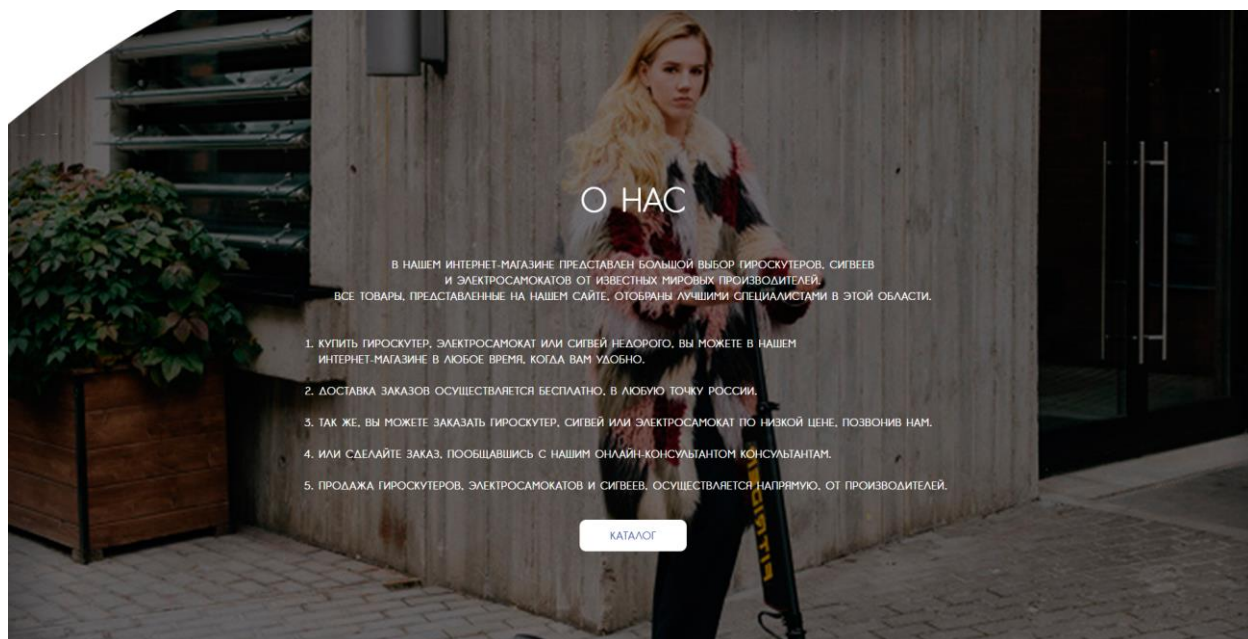 О НАС
В НАШЕМ ИНТЕРНЕТ-МАГАЗИНЕ ПРЕДСТАВЛЕН БОЛЬШОЙ ВЫБОР ГИРОСКУТЕРОВ, СИГВЕЕВ
И ЭЛЕКТРОСАМОКАТОВ ОТ ИЗВЕСТНЫХ МИРОВЫХ ПРОИЗВОДИТЕЛЕЙ.
ВСЕ ТОВАРЫ, ПРЕДСТАВЛЕННЫЕ НА НАШЕМ САЙТЕ, ОТОБРАНЫ ЛУЧШИМИ СПЕЦИАЛИСТАМИ В ЭТОЙ ОБЛАСТИ.
1. КУПИТЬ ГИРОСКУТЕР, ЭЛЕКТРОСАМОКАТ ИЛИ СИГВЕЙ НЕДОРОГО, ВЫ МОЖЕТЕ В НАШЕМ
ИНТЕРНЕТ-МАГАЗИНЕ В ЛЮБОЕ ВРЕМЯ, КОГДА ВАМ УДОБНО.
2. ДОСТАВКА ЗАКАЗОВ ОСУЩЕСТВЛЯЕТСЯ БЕСПЛАТНО, В ЛЮБУЮ ТОЧКУ РОССИИ.
3. ТАК ЖЕ, ВЫ МОЖЕТЕ ЗАКАЗАТЬ ГИРОСКУТЕР, СИГВЕЙ ИЛИ ЭЛЕКТРОСАМОКАТ ПО НИЗКОЙ ЦЕНЕ, ПОЗВОНИВ НАМ.
4. ИЛИ СДЕЛАЙТЕ ЗАКАЗ, ПООБЩАВШИСЬ С НАШИМ ОНЛАЙН-КОНСУЛЬТАНТОМ КОНСУЛЬТАНТАМ.
5. ПРОДАЖА ГИРОСКУТЕРОВ, ЭЛЕКТРОСАМОКАТОВ И СИГВЕЕВ, ОСУЩЕСТВЛЯЕТСЯ НАПРЯМУЮ, ОТ ПРОИЗВОДИТЕЛЕЙ.
КАТАЛОГ